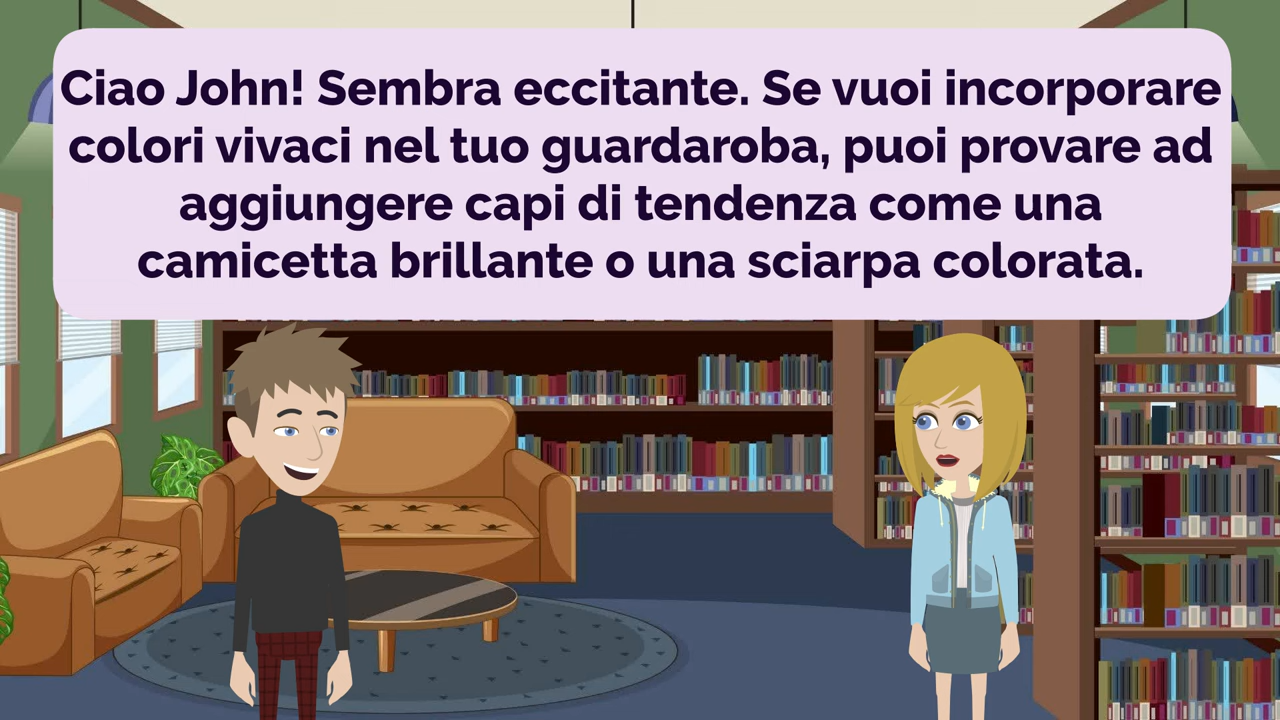 Ciao John! Sembra eccitante. Se vuoi incorporare
colori vivaci nel tuo guardaroba, puoi provare ad
aggiungere capi di tendenza come una
camicetta brillante o una sciarpa colorata.